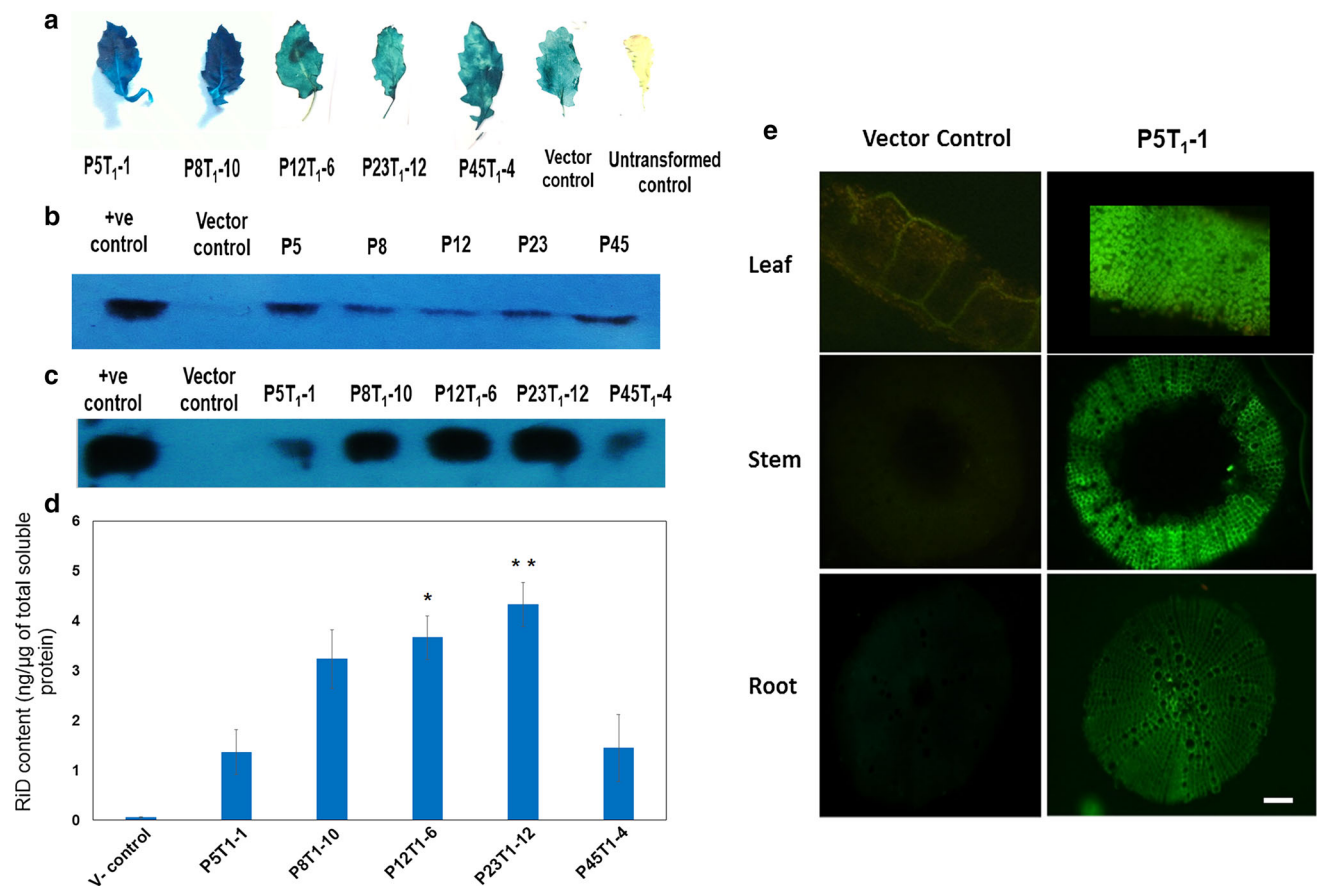 a
P5T₁-1 P8T₁-10 P12T₁-6 P23T₁-12 P45T₁-4 Vector control Untransformed control
b
+ve control Vector control P5 P8 P12 P23 P45
c
+ve control Vector control P5T₁-1 P8T₁-10 P12T₁-6 P23T₁-12 P45T₁-4
d
RiD content (ng/µg of total soluble protein)
6
5
4
3
2
1
0
*
* *
V- control P5T1-1 P8T1-10 P12T1-6 P23T1-12 P45T1-4
e
Vector Control P5T₁-1
Leaf
Stem
Root